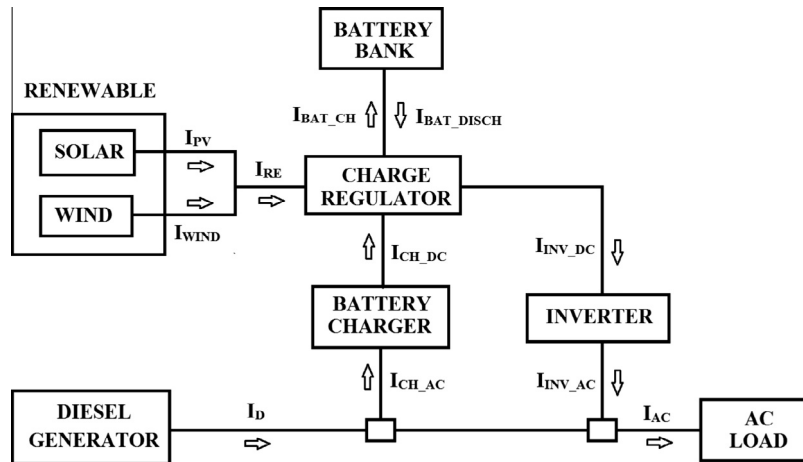 BATTERY
BANK
RENEWABLE
I_BAT_CH
I_BAT_DISCH
I_PV
SOLAR
I_RE
CHARGE
REGULATOR
WIND
I_WIND
I_CH_DC
I_INV_DC
BATTERY
CHARGER
INVERTER
I_CH_AC
I_INV_AC
DIESEL
GENERATOR
I_D
I_AC
AC
LOAD